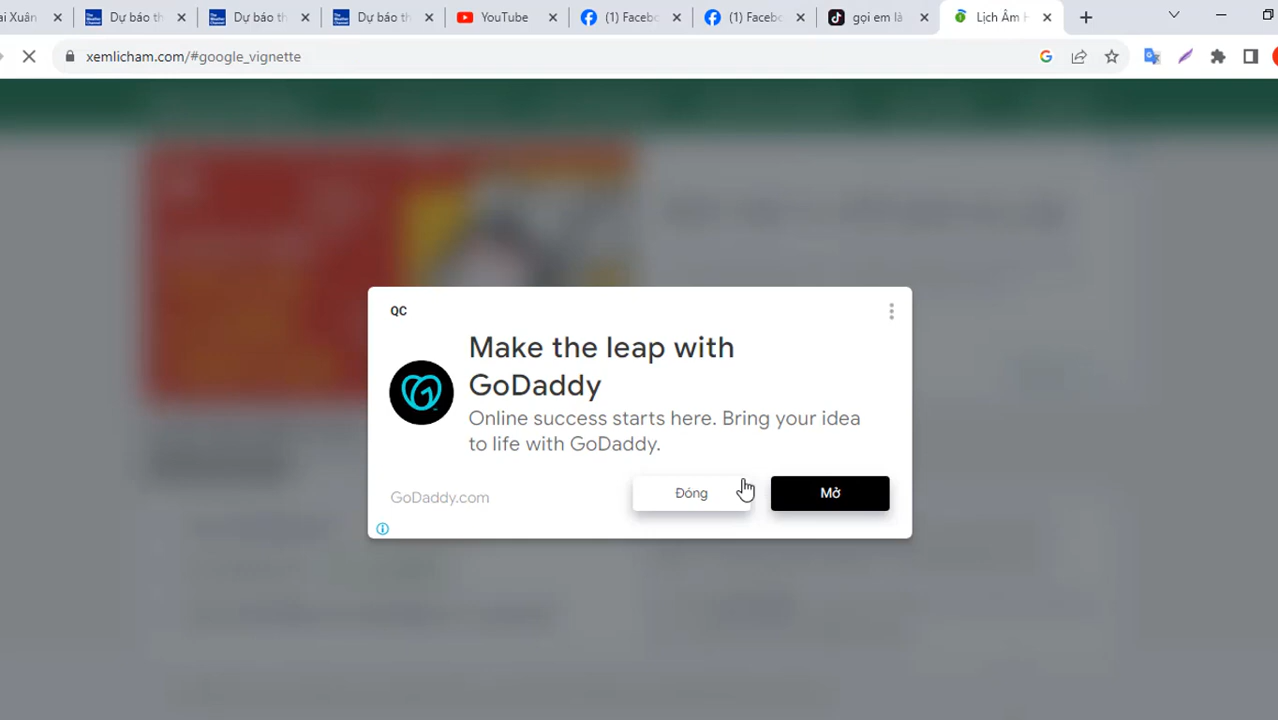 ai Xuân
Dự báo th
Dự báo th
Dự báo th
YouTube
(1) Facebo
(1) Facebo
gọi em là
Lịch Âm H
xemlicham.com/#google_vignette
QC
Make the leap with
GoDaddy
Online success starts here. Bring your idea
to life with GoDaddy.
GoDaddy.com
Đóng
Mở